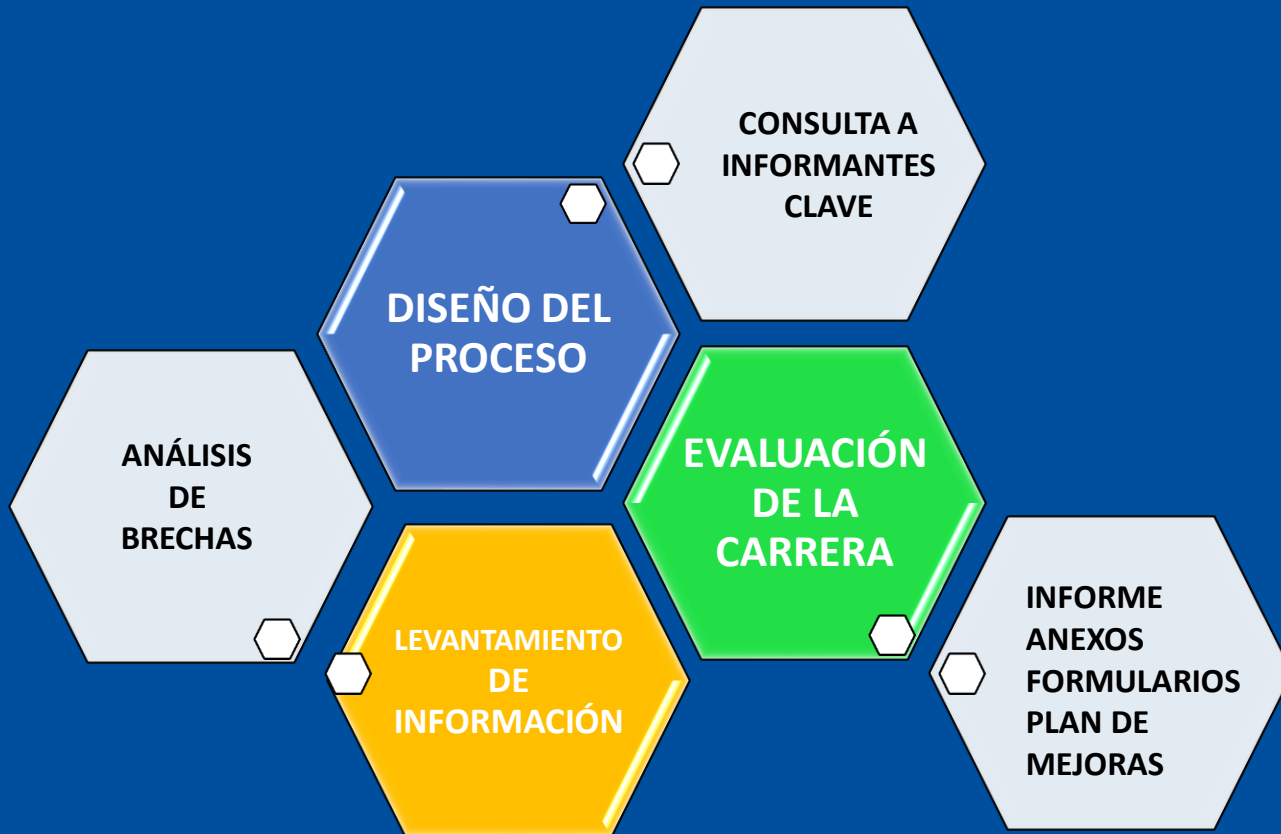 CONSULTA A
INFORMANTES
CLAVE
DISEÑO DEL
PROCESO
EVALUACIÓN
DE LA
CARRERA
ANÁLISIS
DE
BRECHAS
LEVANTAMIENTO
DE
INFORMACIÓN
INFORME
ANEXOS
FORMULARIOS
PLAN DE
MEJORAS